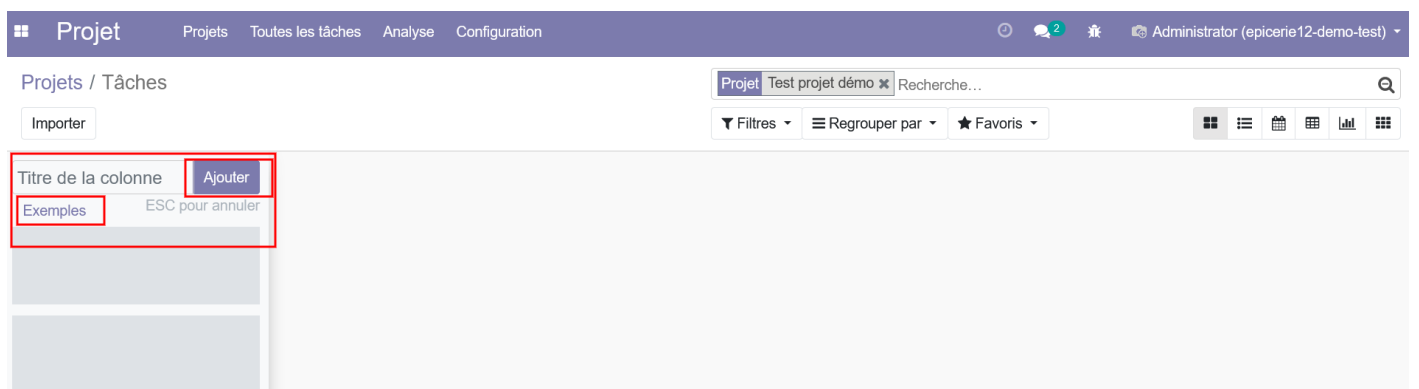 Projet Projets Toutes les tâches Analyse Configuration 2 Administrator (epicerie12-demo-test)
Projets / Tâches
Projet Test projet démo Recherche...
Importer
Filtres Regrouper par Favoris
Titre de la colonne Ajouter
Exemples ESC pour annuler